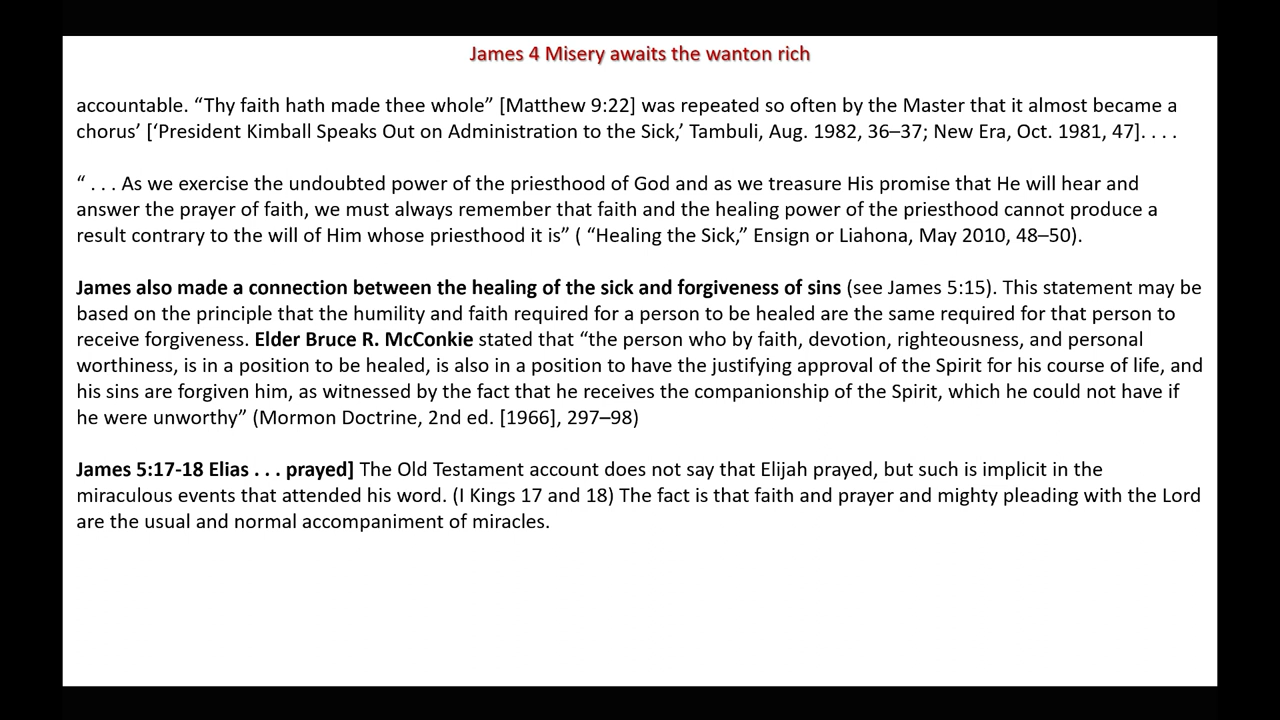 James 4 Misery awaits the wanton rich
accountable. “Thy faith hath made thee whole” [Matthew 9:22] was repeated so often by the Master that it almost became a
chorus’ [‘President Kimball Speaks Out on Administration to the Sick,’ Tambuli, Aug. 1982, 36–37; New Era, Oct. 1981, 47]. . . .
“ . . . As we exercise the undoubted power of the priesthood of God and as we treasure His promise that He will hear and
answer the prayer of faith, we must always remember that faith and the healing power of the priesthood cannot produce a
result contrary to the will of Him whose priesthood it is” ( “Healing the Sick,” Ensign or Liahona, May 2010, 48–50).
James also made a connection between the healing of the sick and forgiveness of sins (see James 5:15). This statement may be
based on the principle that the humility and faith required for a person to be healed are the same required for that person to
receive forgiveness. Elder Bruce R. McConkie stated that “the person who by faith, devotion, righteousness, and personal
worthiness, is in a position to be healed, is also in a position to have the justifying approval of the Spirit for his course of life, and
his sins are forgiven him, as witnessed by the fact that he receives the companionship of the Spirit, which he could not have if
he were unworthy” (Mormon Doctrine, 2nd ed. [1966], 297–98)
James 5:17-18 Elias . . . prayed] The Old Testament account does not say that Elijah prayed, but such is implicit in the
miraculous events that attended his word. (I Kings 17 and 18) The fact is that faith and prayer and mighty pleading with the Lord
are the usual and normal accompaniment of miracles.